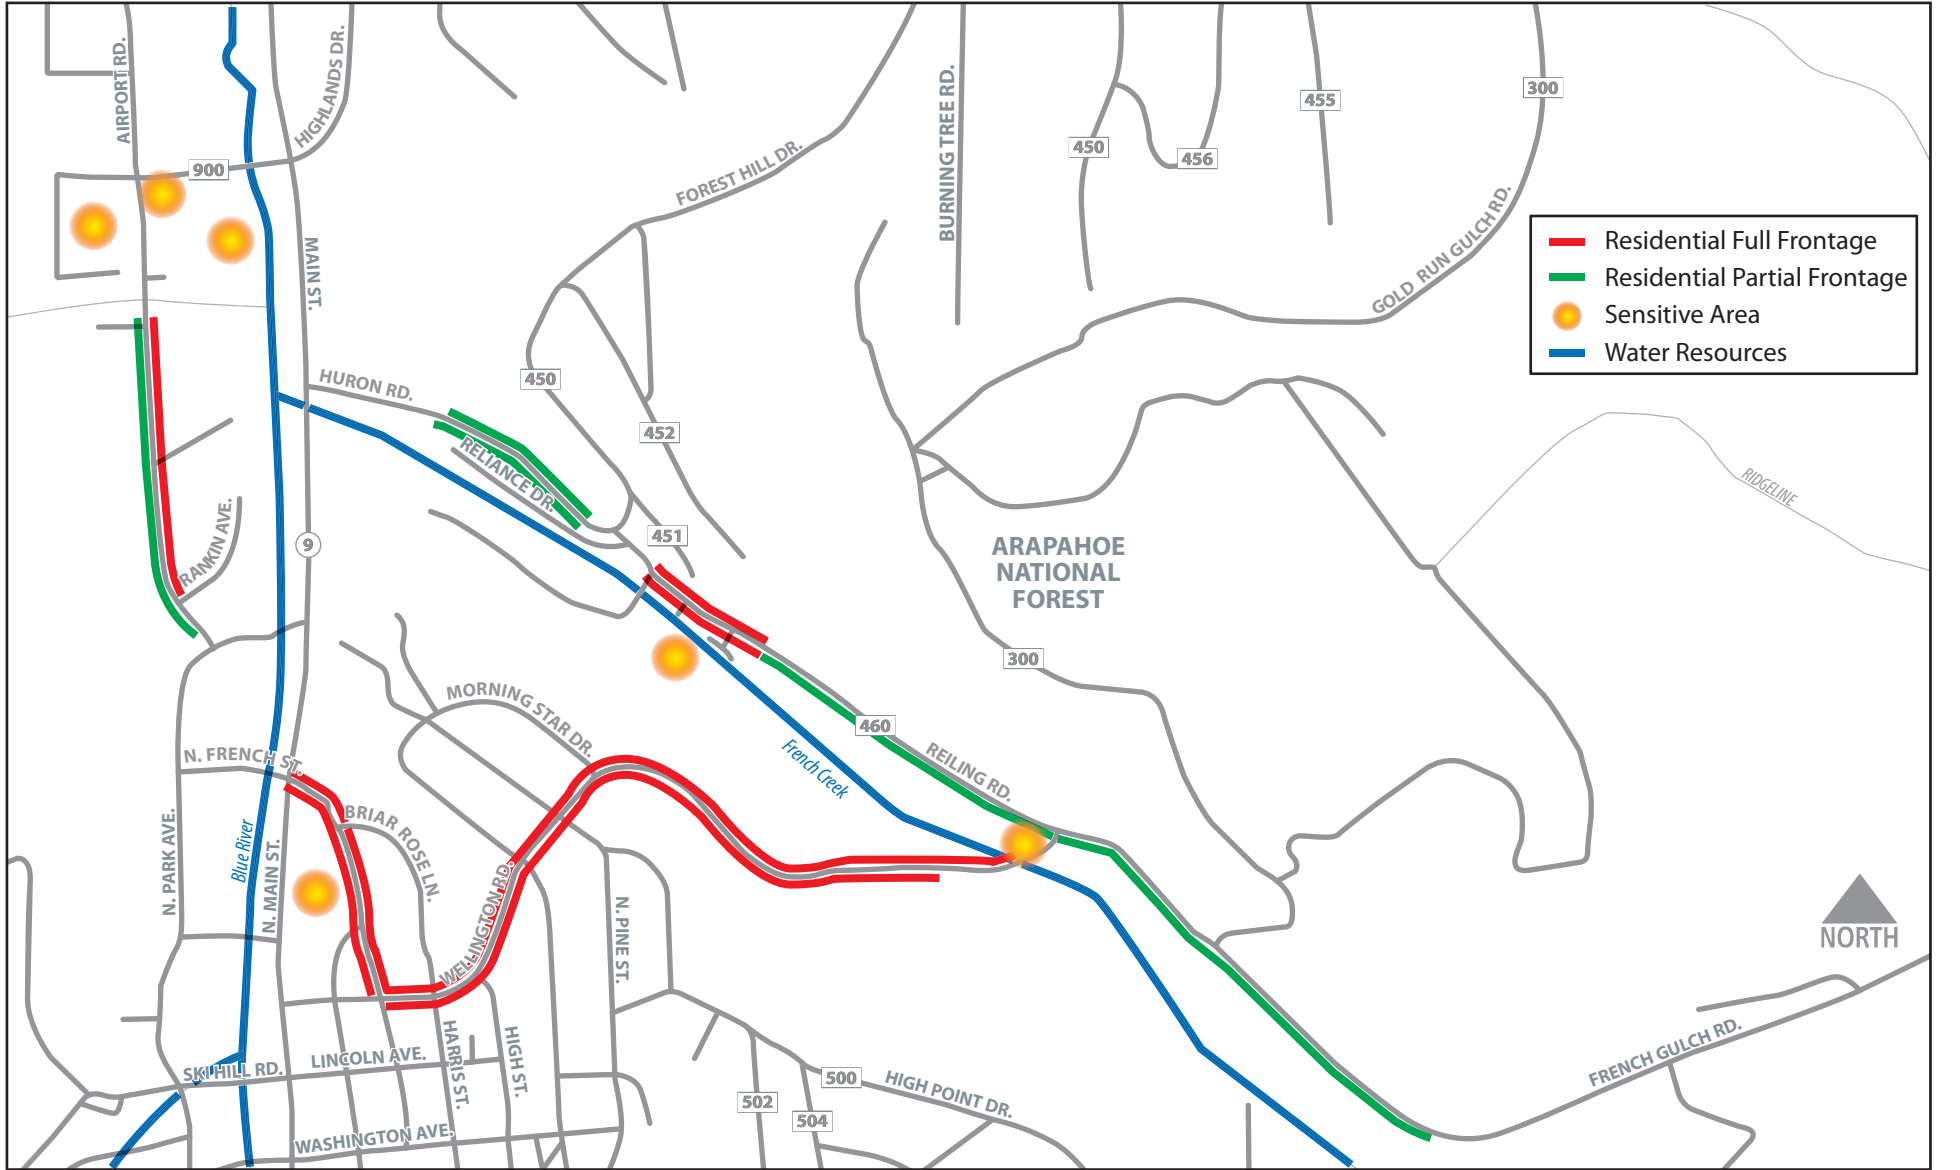 AIRPORT RD.
HIGHLANDS DR.
900
MAIN ST.
FOREST HILL DR.
BURNING TREE RD.
450
456
455
300
GOLD RUN GULCH RD.
Residential Full Frontage
Residential Partial Frontage
Sensitive Area
Water Resources
HURON RD.
450
452
RELIANCE DR.
451
RIDGELINE
RANKIN AVE.
9
ARAPAHOE
NATIONAL
FOREST
300
MORNING STAR DR.
460
REILING RD.
French Creek
N. FRENCH ST.
BRIAR ROSE LN.
N. PARK AVE.
Blue River
N. MAIN ST.
WELLINGTON RD.
N. PINE ST.
NORTH
HARRIS ST.
HIGH ST.
LINCOLN AVE.
SKI HILL RD.
500
HIGH POINT DR.
502
504
WASHINGTON AVE.
FRENCH GULCH RD.